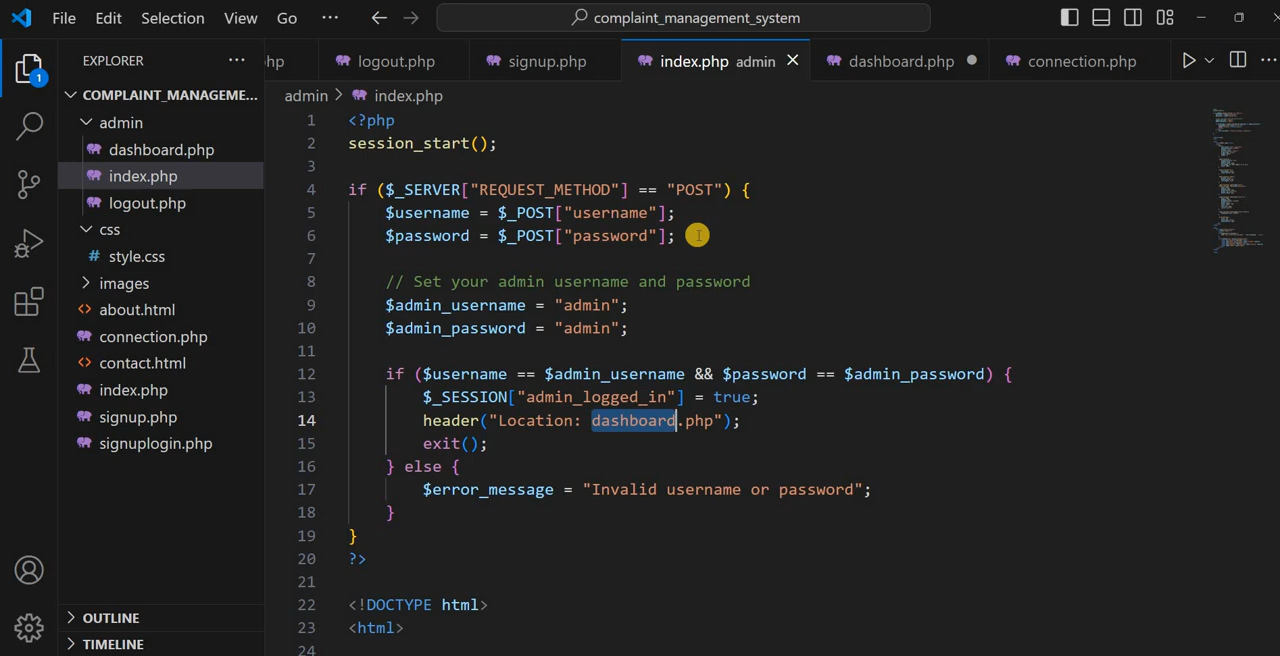 File Edit Selection View Go ··· complaint_management_system
EXPLORER ···
hp logout.php signup.php index.php admin dashboard.php connection.php ···
COMPLAINT_MANAGEME...
admin
dashboard.php
index.php
logout.php
css
# style.css
images
<> about.html
connection.php
<> contact.html
index.php
signup.php
signuplogin.php
OUTLINE
TIMELINE
1
admin > index.php
1 <?php
2 session_start();
3
4 if ($_SERVER["REQUEST_METHOD"] == "POST") {
5 $username = $_POST["username"];
6 $password = $_POST["password"];
7
8 // Set your admin username and password
9 $admin_username = "admin";
10 $admin_password = "admin";
11
12 if ($username == $admin_username && $password == $admin_password) {
13 $_SESSION["admin_logged_in"] = true;
14 header("Location: dashboard.php");
15 exit();
16 } else {
17 $error_message = "Invalid username or password";
18 }
19 }
20 ?>
21
22 <!DOCTYPE html>
23 <html>
24